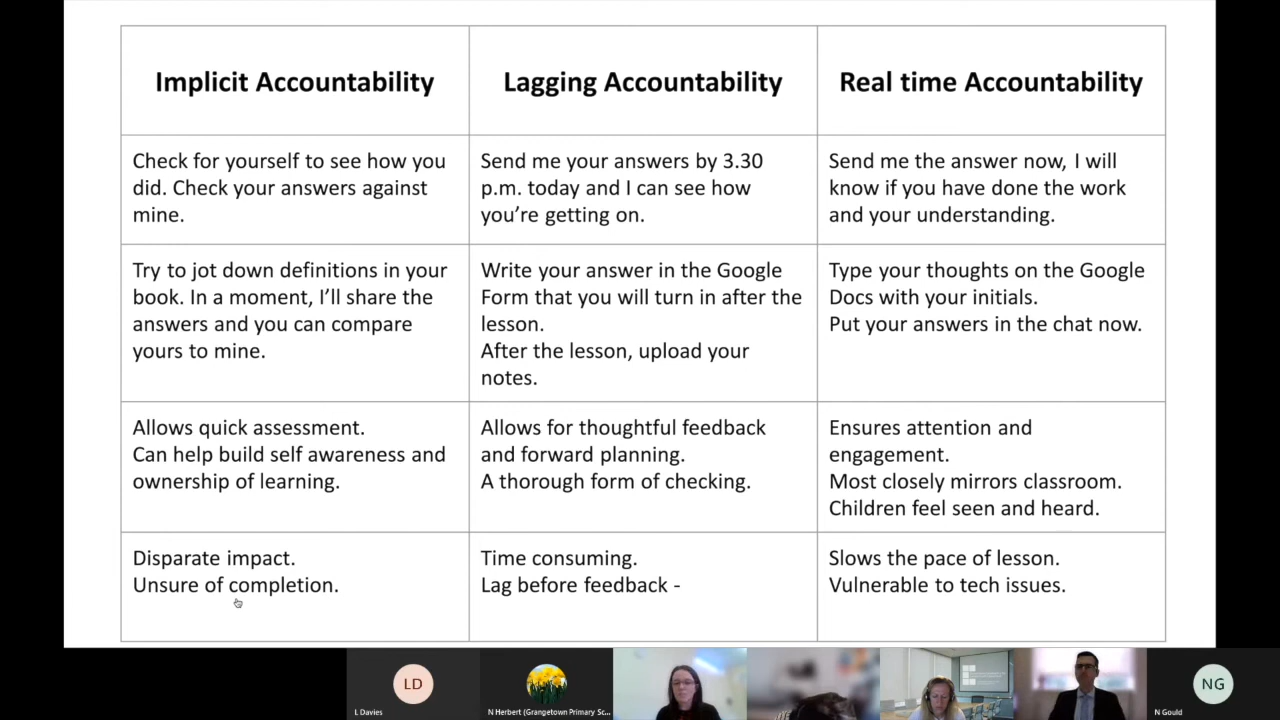 Implicit Accountability
Lagging Accountability
Real time Accountability
Check for yourself to see how you
did. Check your answers against
mine.
Send me your answers by 3.30
p.m. today and I can see how
you're getting on.
Send me the answer now, I will
know if you have done the work
and your understanding.
Try to jot down definitions in your
book. In a moment, I'll share the
answers and you can compare
yours to mine.
Write your answer in the Google
Form that you will turn in after the
lesson.
After the lesson, upload your
notes.
Type your thoughts on the Google
Docs with your initials.
Put your answers in the chat now.
Allows quick assessment.
Can help build self awareness and
ownership of learning.
Allows for thoughtful feedback
and forward planning.
A thorough form of checking.
Ensures attention and
engagement.
Most closely mirrors classroom.
Children feel seen and heard.
Disparate impact.
Unsure of completion.
Time consuming.
Lag before feedback -
Slows the pace of lesson.
Vulnerable to tech issues.
LD
L Davies
N Herbert (Grangetown Primary Sc...
NG
N Gould